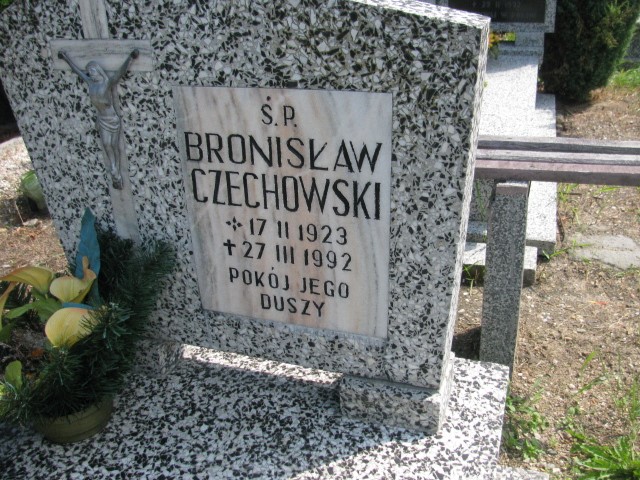 Ś.P.
BRONISŁAW
CZECHOWSKI
* 17 II 1923
✝ 27 III 1992
POKÓJ JEGO
DUSZY